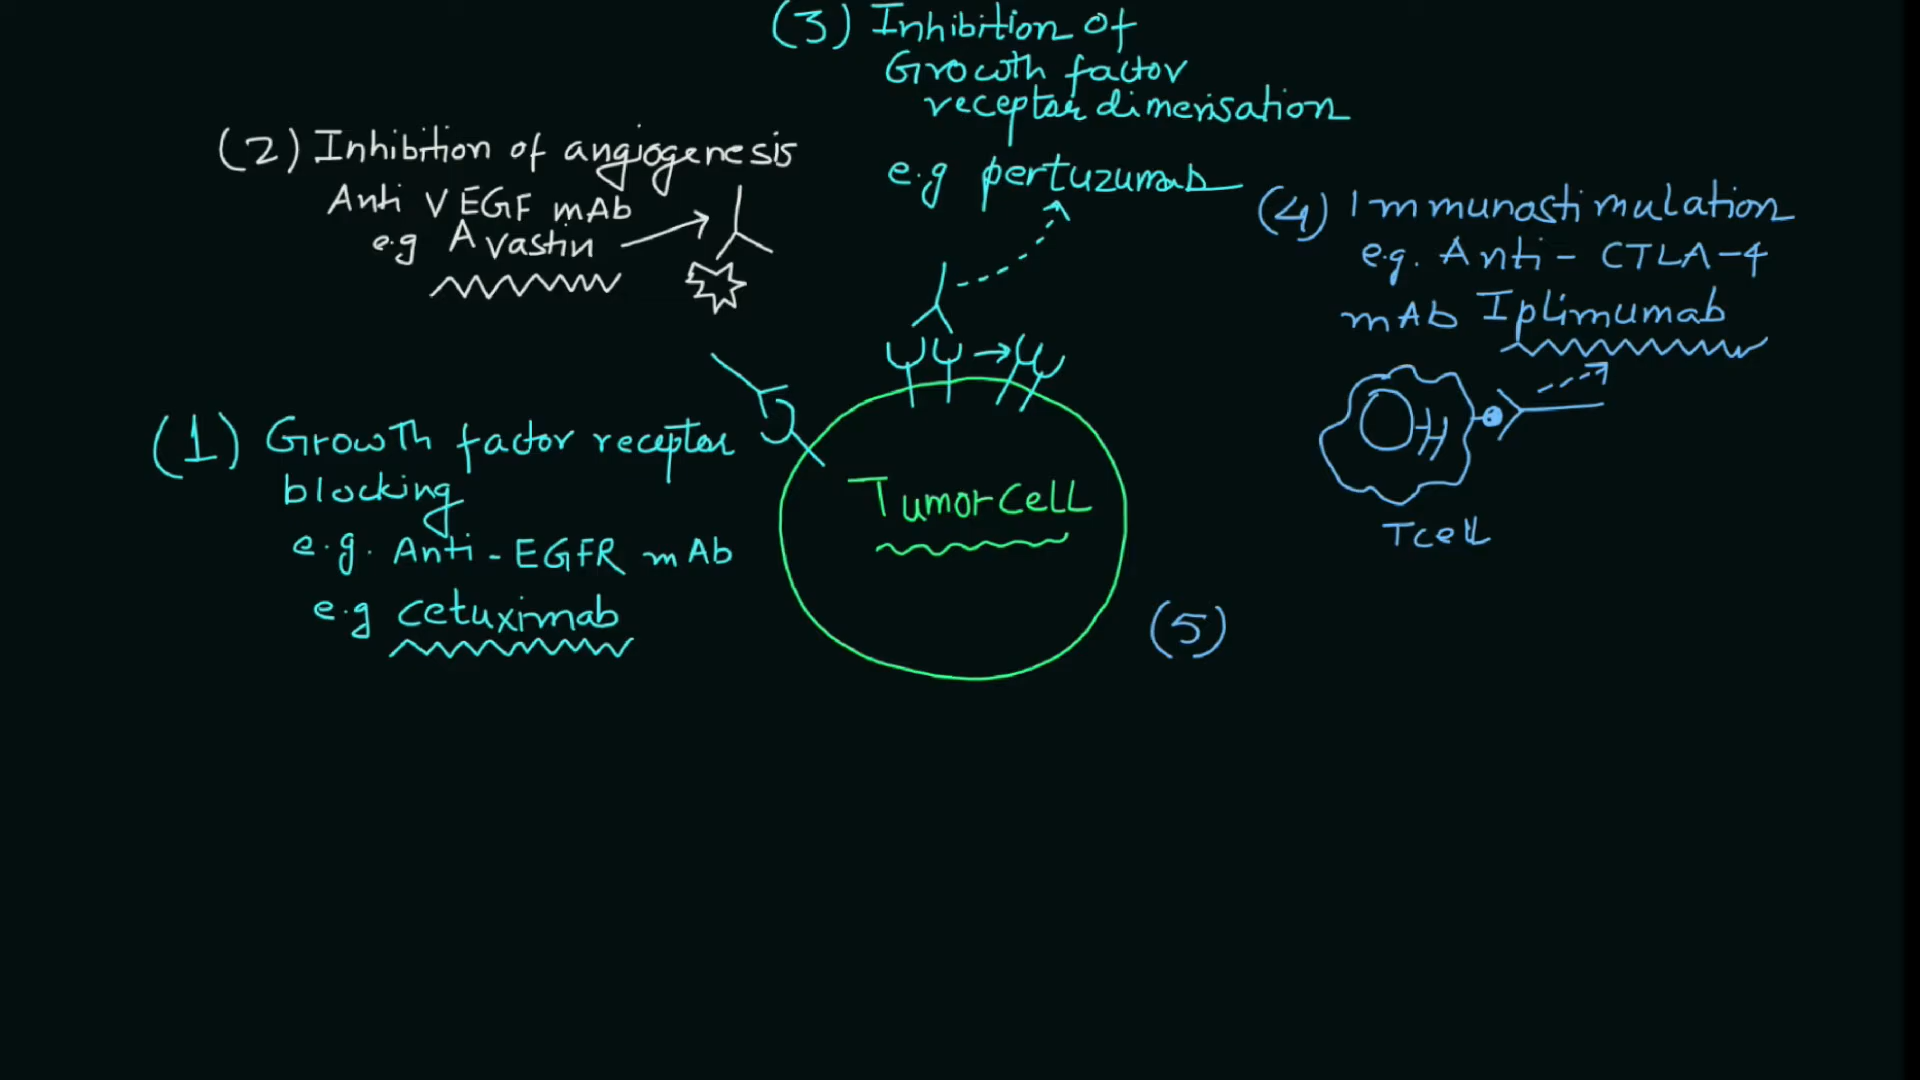 (3) Inhibition of
Growth factor
receptor dimerisation
e.g pertuzumab
(2) Inhibition of angiogenesis
Anti VEGF mAb
e.g Avastin
(4) Immunostimulation
e.g. Anti - CTLA-4
mAb Iplimumab
T cell
(1) Growth factor receptor
blocking
e.g. Anti - EGFR mAb
e.g cetuximab
Tumor Cell
(5)